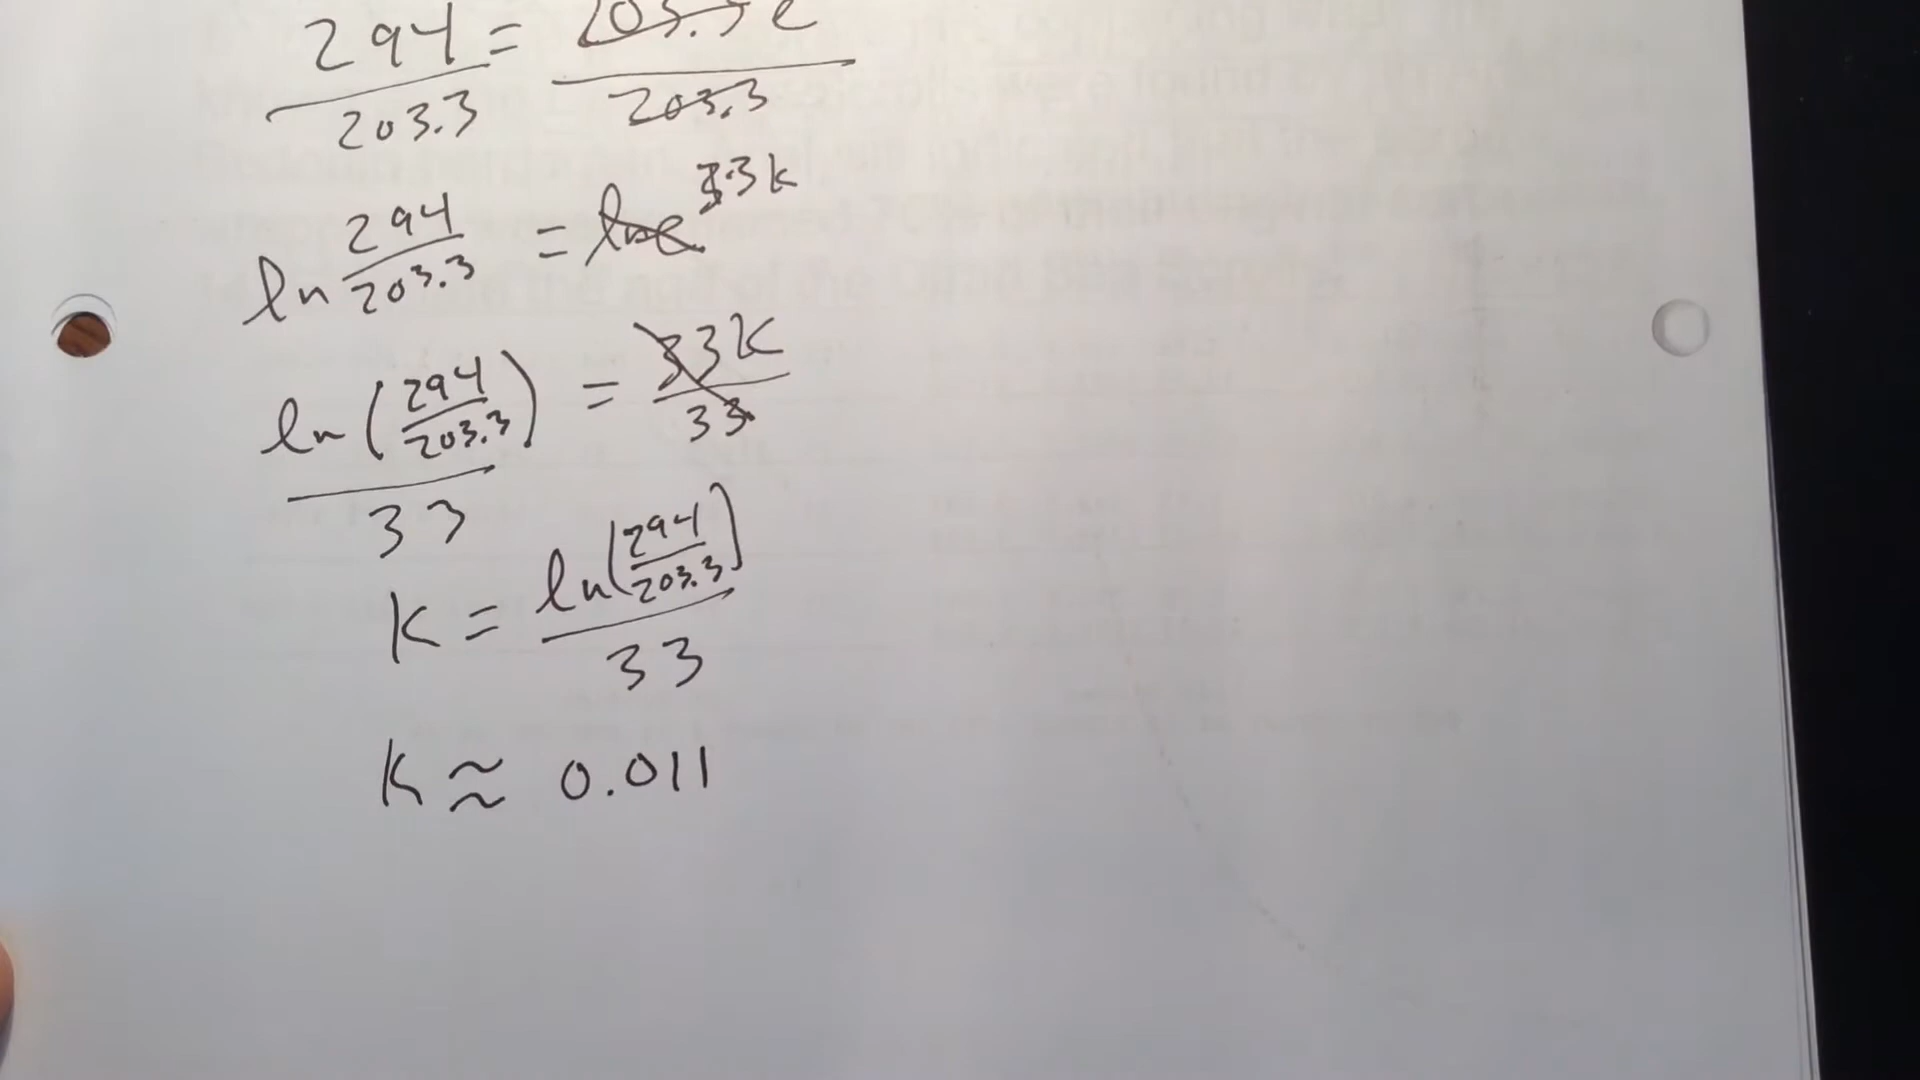 294 = 203.3e
203.3 203.3
ln 294/203.3 = ln e^33k
ln(294/203.3) = 33k
33 33
k = ln(294/203.3)
33
k ≈ 0.011